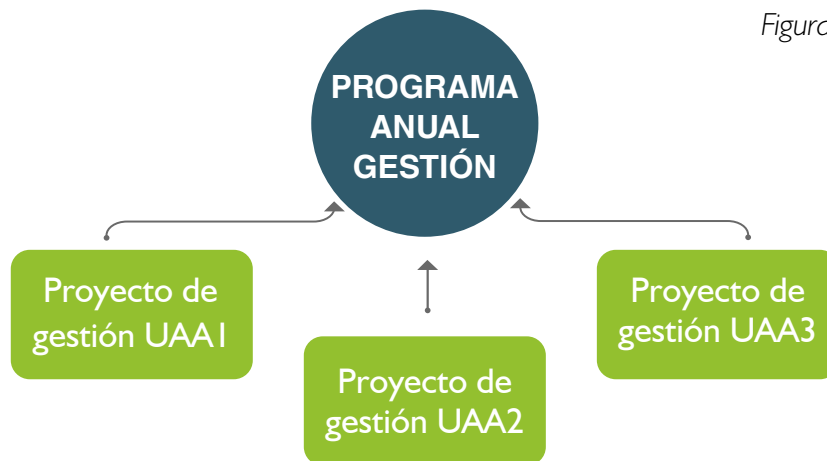 Figura
PROGRAMA
ANUAL
GESTIÓN
Proyecto de
gestión UAA1
Proyecto de
gestión UAA2
Proyecto de
gestión UAA3